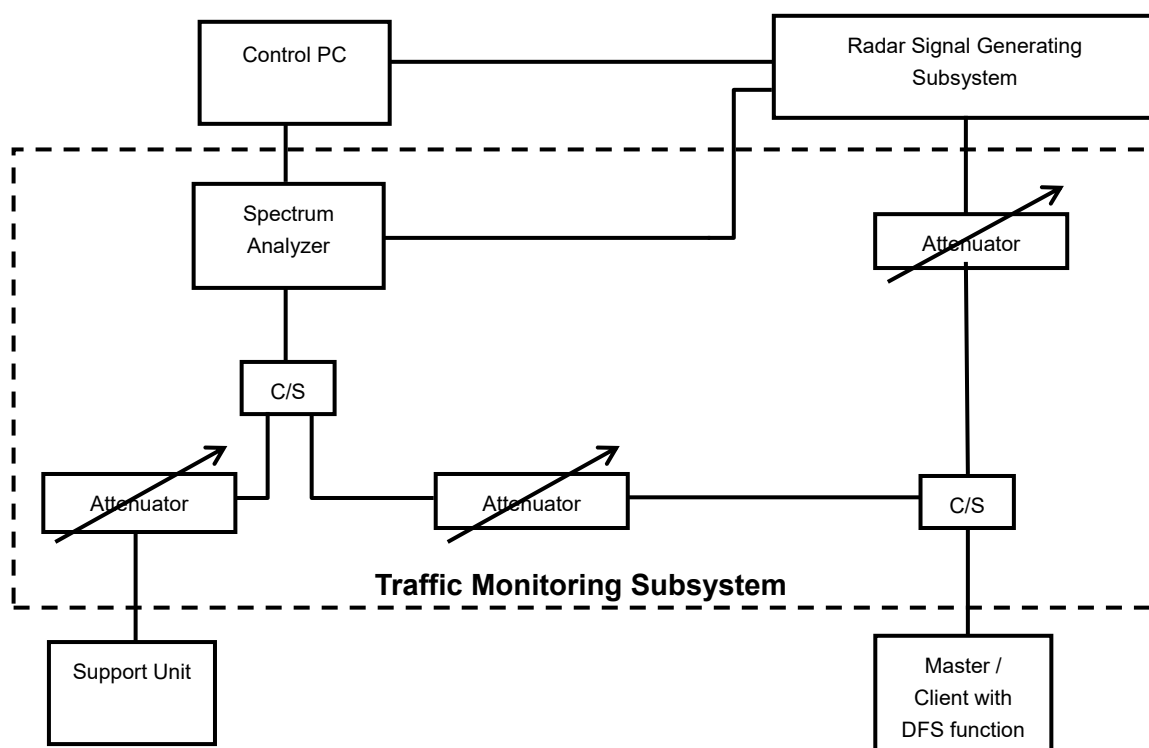 Control PC
Radar Signal Generating
Subsystem
Spectrum
Analyzer
Attenuator
C/S
Attenuator
Attenuator
C/S
Traffic Monitoring Subsystem
Support Unit
Master /
Client with
DFS function